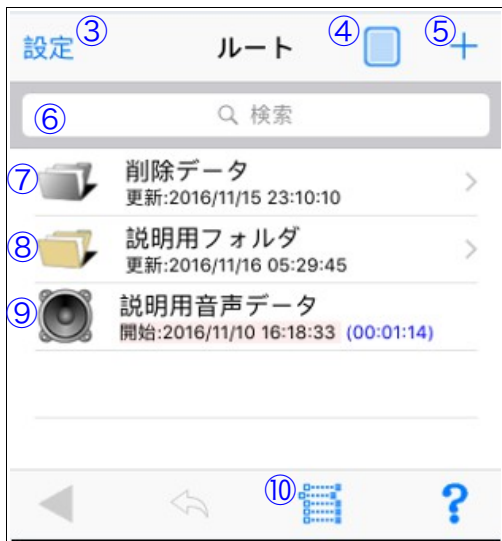 設定 ③ ルート ④ ⑤ +
⑥ 検索
⑦ 削除データ
更新:2016/11/15 23:10:10
⑧ 説明用フォルダ
更新:2016/11/16 05:29:45
⑨ 説明用音声データ
開始:2016/11/10 16:18:33 (00:01:14)
⑩ ?